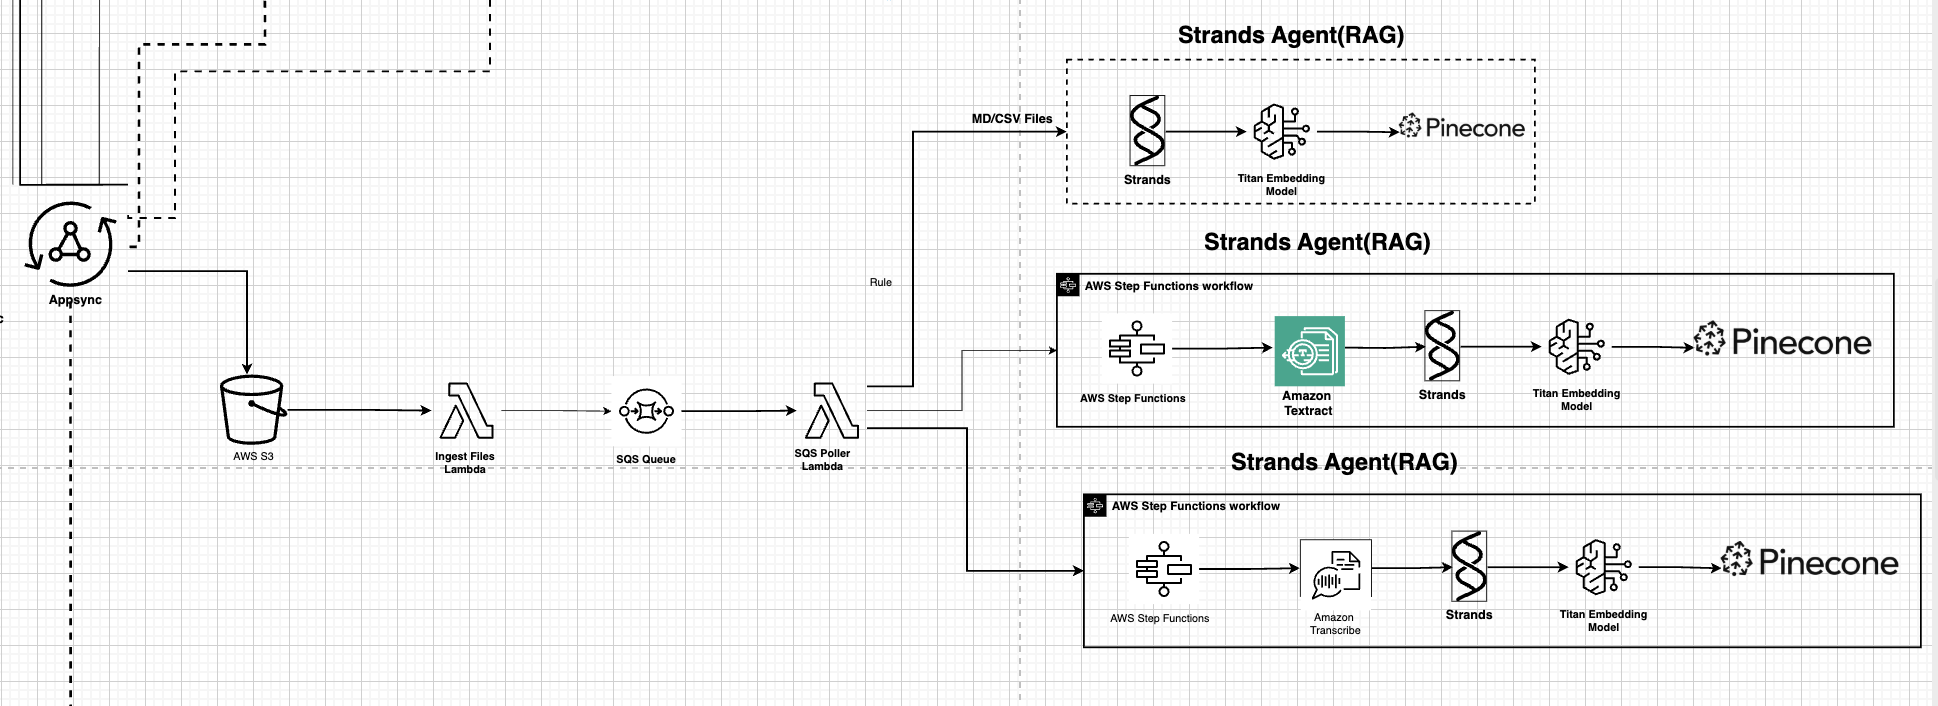 Strands Agent(RAG)
MD/CSV Files
Pinecone
Strands
Titan Embedding
Model
Appsync
Strands Agent(RAG)
Rule
AWS Step Functions workflow
Pinecone
AWS Step Functions
Amazon
Textract
Strands
Titan Embedding
Model
AWS S3
Ingest Files
Lambda
SQS Queue
SQS Poller
Lambda
Strands Agent(RAG)
AWS Step Functions workflow
Pinecone
AWS Step Functions
Amazon
Transcribe
Strands
Titan Embedding
Model